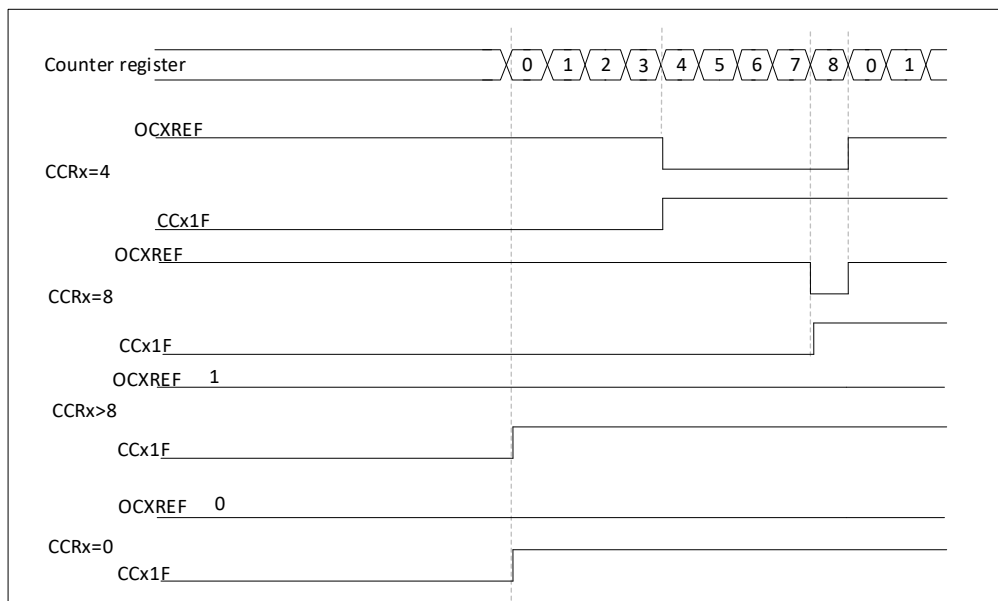 Counter register 0 1 2 3 4 5 6 7 8 0 1
OCXREF
CCRx=4
CCx1F
OCXREF
CCRx=8
CCx1F
OCXREF 1
CCRx>8
CCx1F
OCXREF 0
CCRx=0
CCx1F